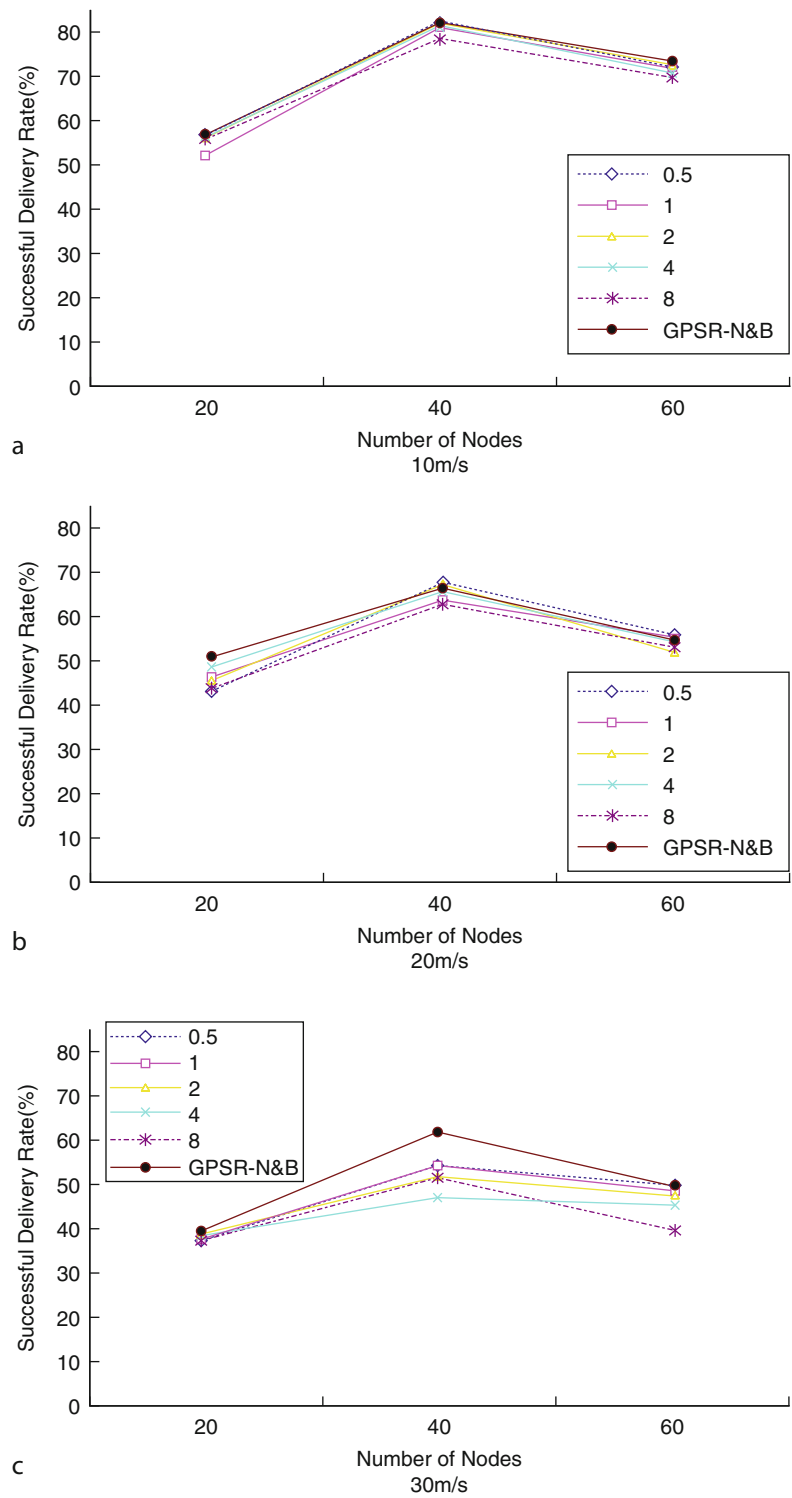 Successful Delivery Rate(%)
80
70
60
50
40
30
20
10
0
0.5
1
2
4
8
GPSR-N&B
20 40 60
Number of Nodes
10m/s
a
Successful Delivery Rate(%)
80
70
60
50
40
30
20
10
0
0.5
1
2
4
8
GPSR-N&B
20 40 60
Number of Nodes
20m/s
b
Successful Delivery Rate(%)
80
70
60
50
40
30
20
10
0
0.5
1
2
4
8
GPSR-N&B
20 40 60
Number of Nodes
30m/s
c